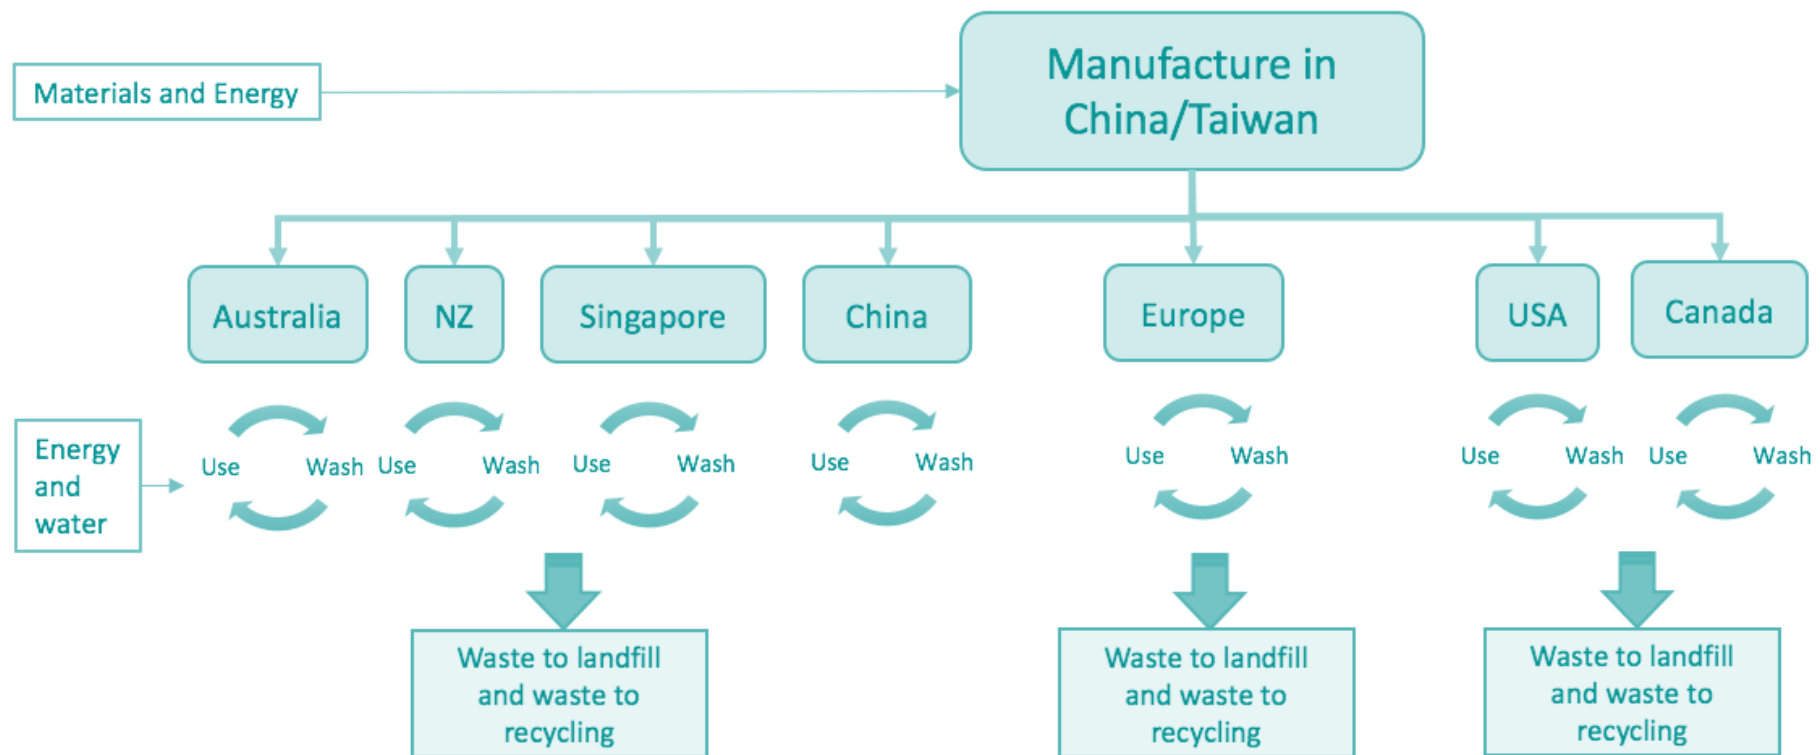 Manufacture in
China/Taiwan
Materials and Energy
Australia
NZ
Singapore
China
Europe
USA
Canada
Energy
and
water
Use
Wash
Use
Wash
Use
Wash
Use
Wash
Use
Wash
Use
Wash
Use
Wash
Waste to landfill
and waste to
recycling
Waste to landfill
and waste to
recycling
Waste to landfill
and waste to
recycling